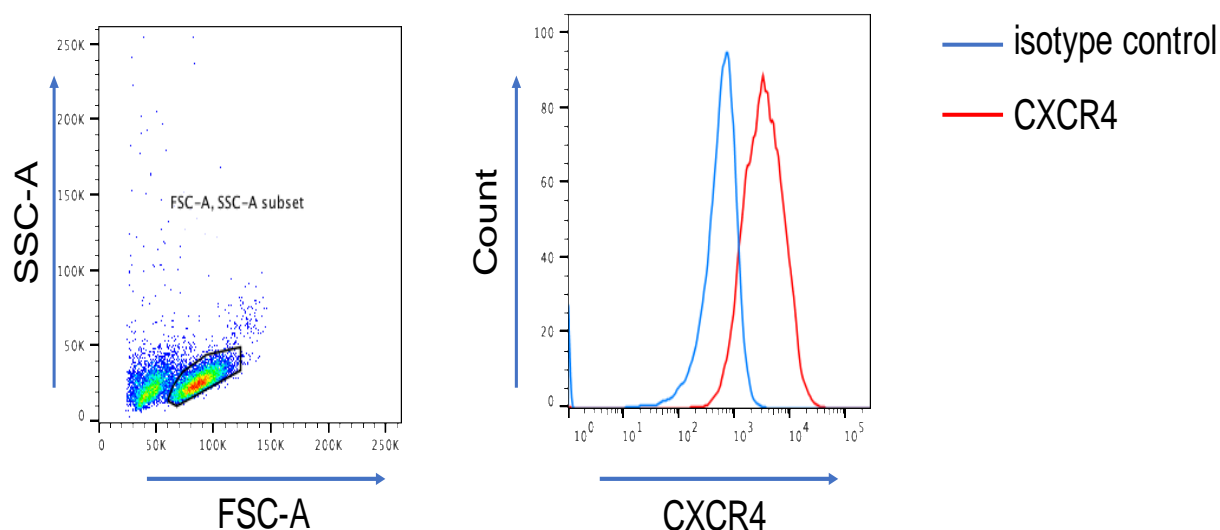 250K
200K
150K
100K
50K
0
SSC-A
FSC-A, SSC-A subset
0 50K 100K 150K 200K 250K
FSC-A
100
80
60
40
20
0
Count
10^0 10^1 10^2 10^3 10^4 10^5
CXCR4
isotype control
CXCR4